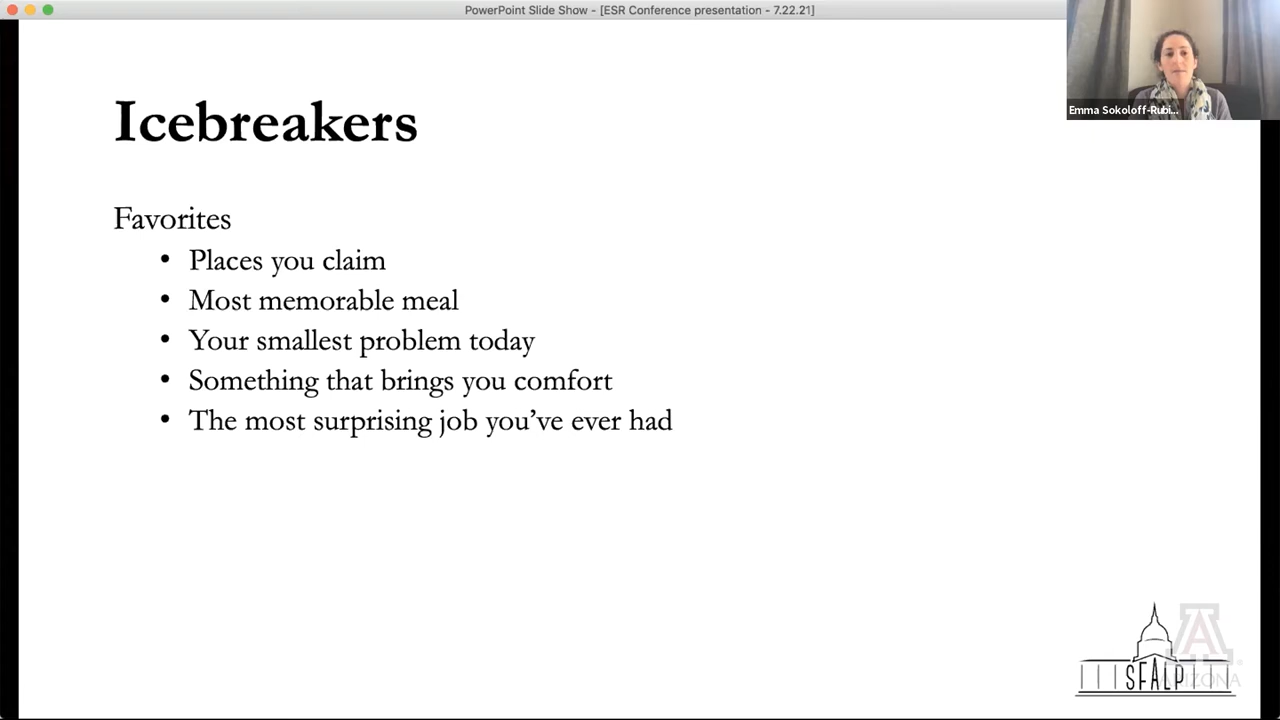 PowerPoint Slide Show - [ESR Conference presentation - 7.22.21]
Emma Sokoloff-Rubi...
Icebreakers
Favorites
• Places you claim
• Most memorable meal
• Your smallest problem today
• Something that brings you comfort
• The most surprising job you’ve ever had
SFALP
A
ARIZONA